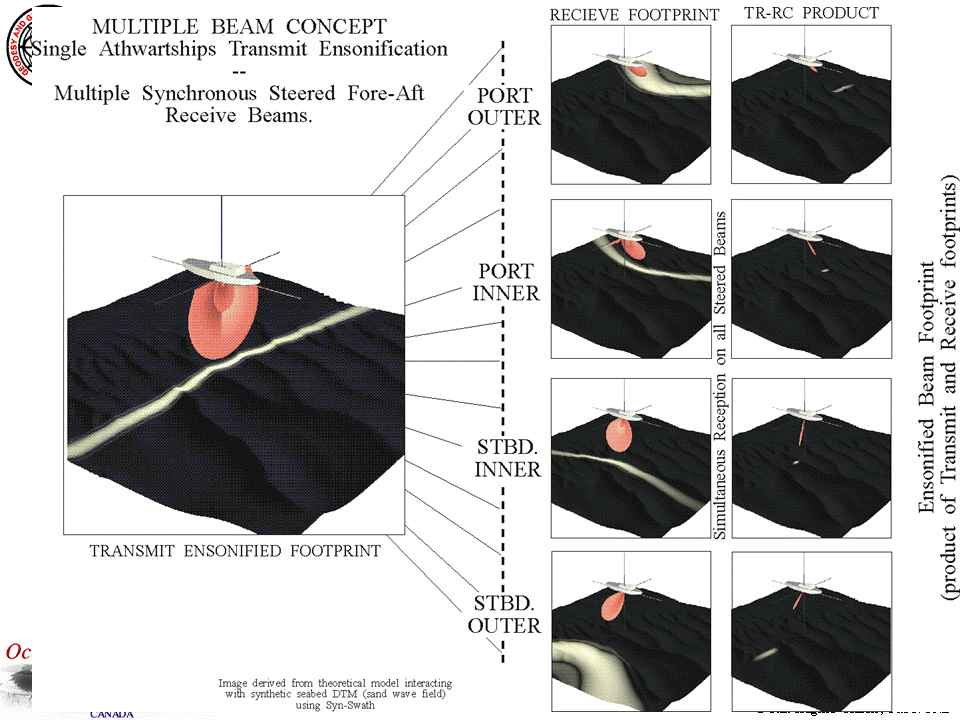 MULTIPLE BEAM CONCEPT
Single Athwartships Transmit Ensonification
--
Multiple Synchronous Steered Fore-Aft
Receive Beams.
GEODESY AND G
RECIEVE FOOTPRINT
TR-RC PRODUCT
PORT
OUTER
PORT
INNER
STBD.
INNER
STBD.
OUTER
TRANSMIT ENSONIFIED FOOTPRINT
Simultaneous Reception on all Steered Beams
Ensonified Beam Footprint
(product of Transmit and Receive footprints)
Image derived from theoretical model interacting
with synthetic seabed DTM (sand wave field)
using Syn-Swath
Oc
CANADA